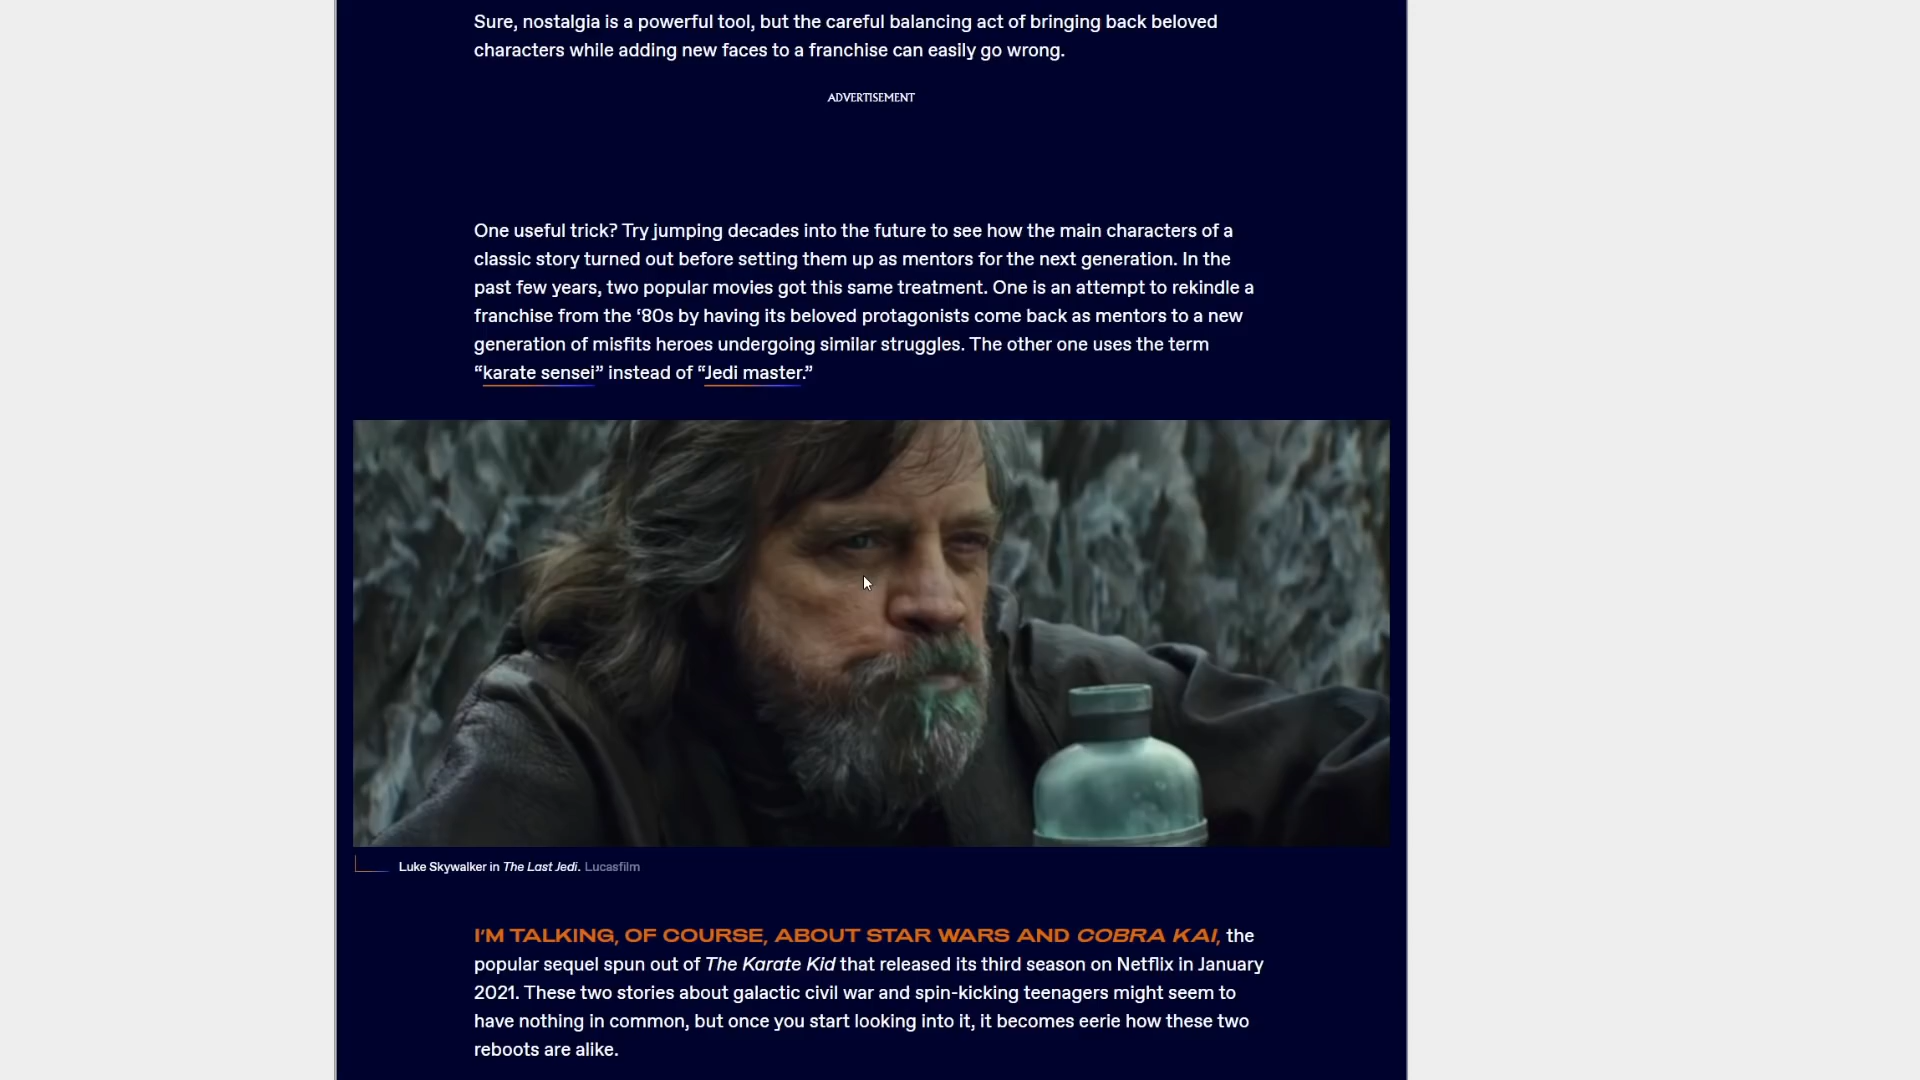 Sure, nostalgia is a powerful tool, but the careful balancing act of bringing back beloved
characters while adding new faces to a franchise can easily go wrong.
ADVERTISEMENT
One useful trick? Try jumping decades into the future to see how the main characters of a
classic story turned out before setting them up as mentors for the next generation. In the
past few years, two popular movies got this same treatment. One is an attempt to rekindle a
franchise from the ‘80s by having its beloved protagonists come back as mentors to a new
generation of misfits heroes undergoing similar struggles. The other one uses the term
“karate sensei” instead of “Jedi master.”
Luke Skywalker in The Last Jedi. Lucasfilm
I’M TALKING, OF COURSE, ABOUT STAR WARS AND COBRA KAI, the
popular sequel spun out of The Karate Kid that released its third season on Netflix in January
2021. These two stories about galactic civil war and spin-kicking teenagers might seem to
have nothing in common, but once you start looking into it, it becomes eerie how these two
reboots are alike.